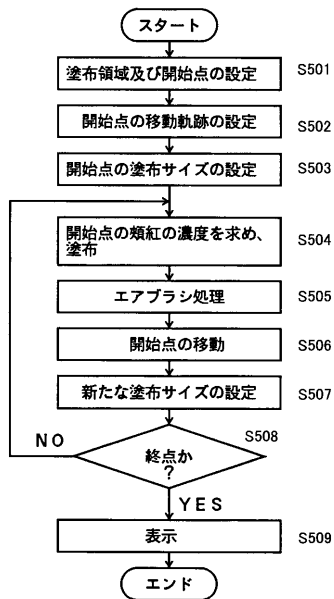 スタート
塗布領域及び開始点の設定
S501
開始点の移動軌跡の設定
S502
開始点の塗布サイズの設定
S503
開始点の頬紅の濃度を求め、
塗布
S504
エアブラシ処理
S505
開始点の移動
S506
新たな塗布サイズの設定
S507
終点か
?
S508
NO
YES
表示
S509
エンド